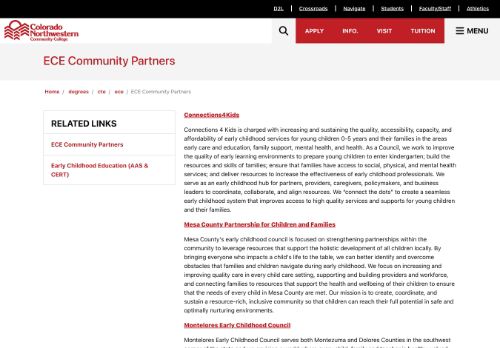 D2L
Crossroads
Navigate
Students
Faculty/Staff
Athletics
Colorado
Northwestern
Community College
APPLY
INFO.
VISIT
TUITION
MENU
ECE Community Partners
Home / degrees / cte / ece / ECE Community Partners
RELATED LINKS
ECE Community Partners
Early Childhood Education (AAS &
CERT)
Connections4Kids
Connections 4 Kids is charged with increasing and sustaining the quality, accessibility, capacity, and
affordability of early childhood services for young children 0-5 years and their families in the areas
early care and education, family support, mental health, and health. As a Council, we work to improve
the quality of early learning environments to prepare young children to enter kindergarten; build the
resources and skills of families; ensure that families have access to social, physical, and mental health
services; and deliver resources to increase the effectiveness of early childhood professionals. We
serve as an early childhood hub for partners, providers, caregivers, policymakers, and business
leaders to coordinate, collaborate, and align resources. We "connect the dots" to create a seamless
early childhood system that improves access to high quality services and supports for young children
and their families.
Mesa County Partnership for Children and Families
Mesa County's early childhood council is focused on strengthening partnerships within the
community to leverage resources that support the holistic development of all children locally. By
bringing everyone who impacts a child's life to the table, we can better identify and overcome
obstacles that families and children navigate during early childhood. We focus on increasing and
improving quality care in every child care setting, supporting and building providers and workforce,
and connecting families to resources that support the health and wellbeing of their children to ensure
that the needs of every child in Mesa County are met. Our mission is to create, coordinate, and
sustain a resource-rich, inclusive community so that children can reach their full potential in safe and
optimally nurturing environments.
Montelores Early Childhood Council
Montelores Early Childhood Council serves both Montezuma and Dolores Counties in the southwest